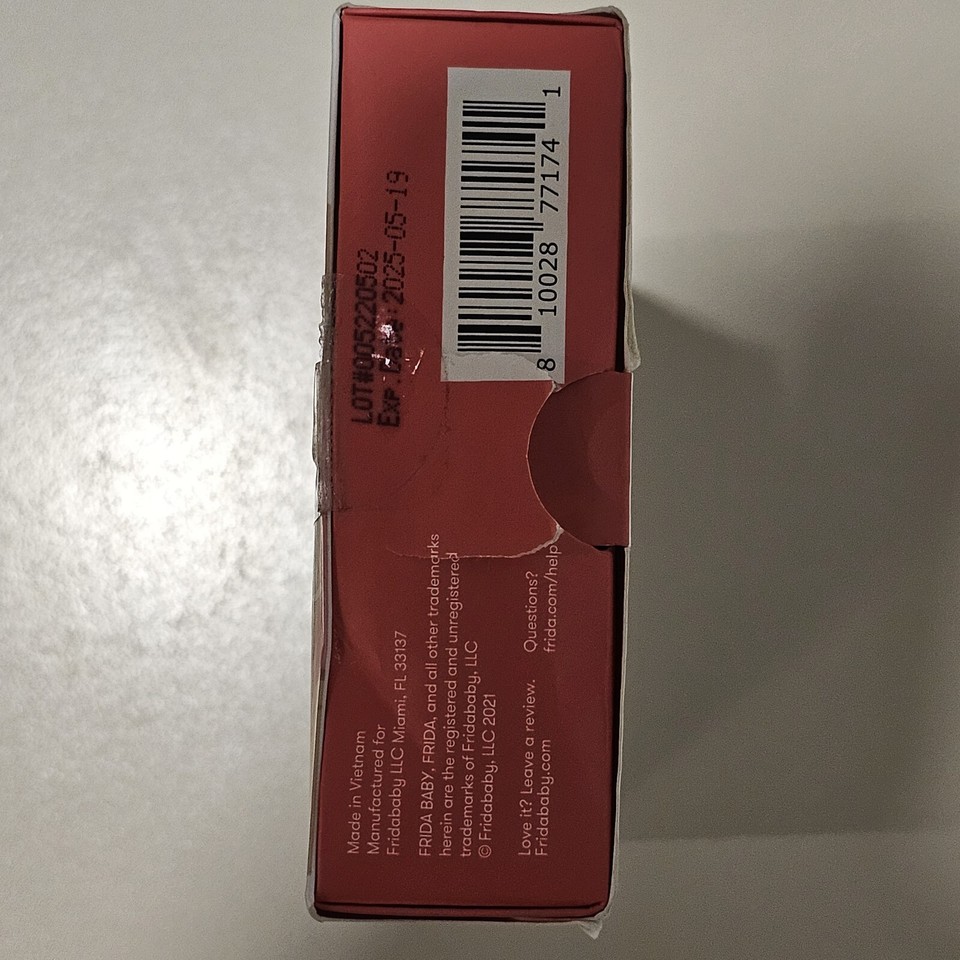 Made in Vietnam
Manufactured for
Fridababy LLC Miami, FL 33137
FRIDA BABY, FRIDA, and all other trademarks
herein are the registered and unregistered
trademarks of Fridababy, LLC
© Fridababy, LLC 2021
Love it? Leave a review.
Fridababy.com
Questions?
frida.com/help
LOT#005220502
Exp.Date:2025-05-19
8 10028 77174 1